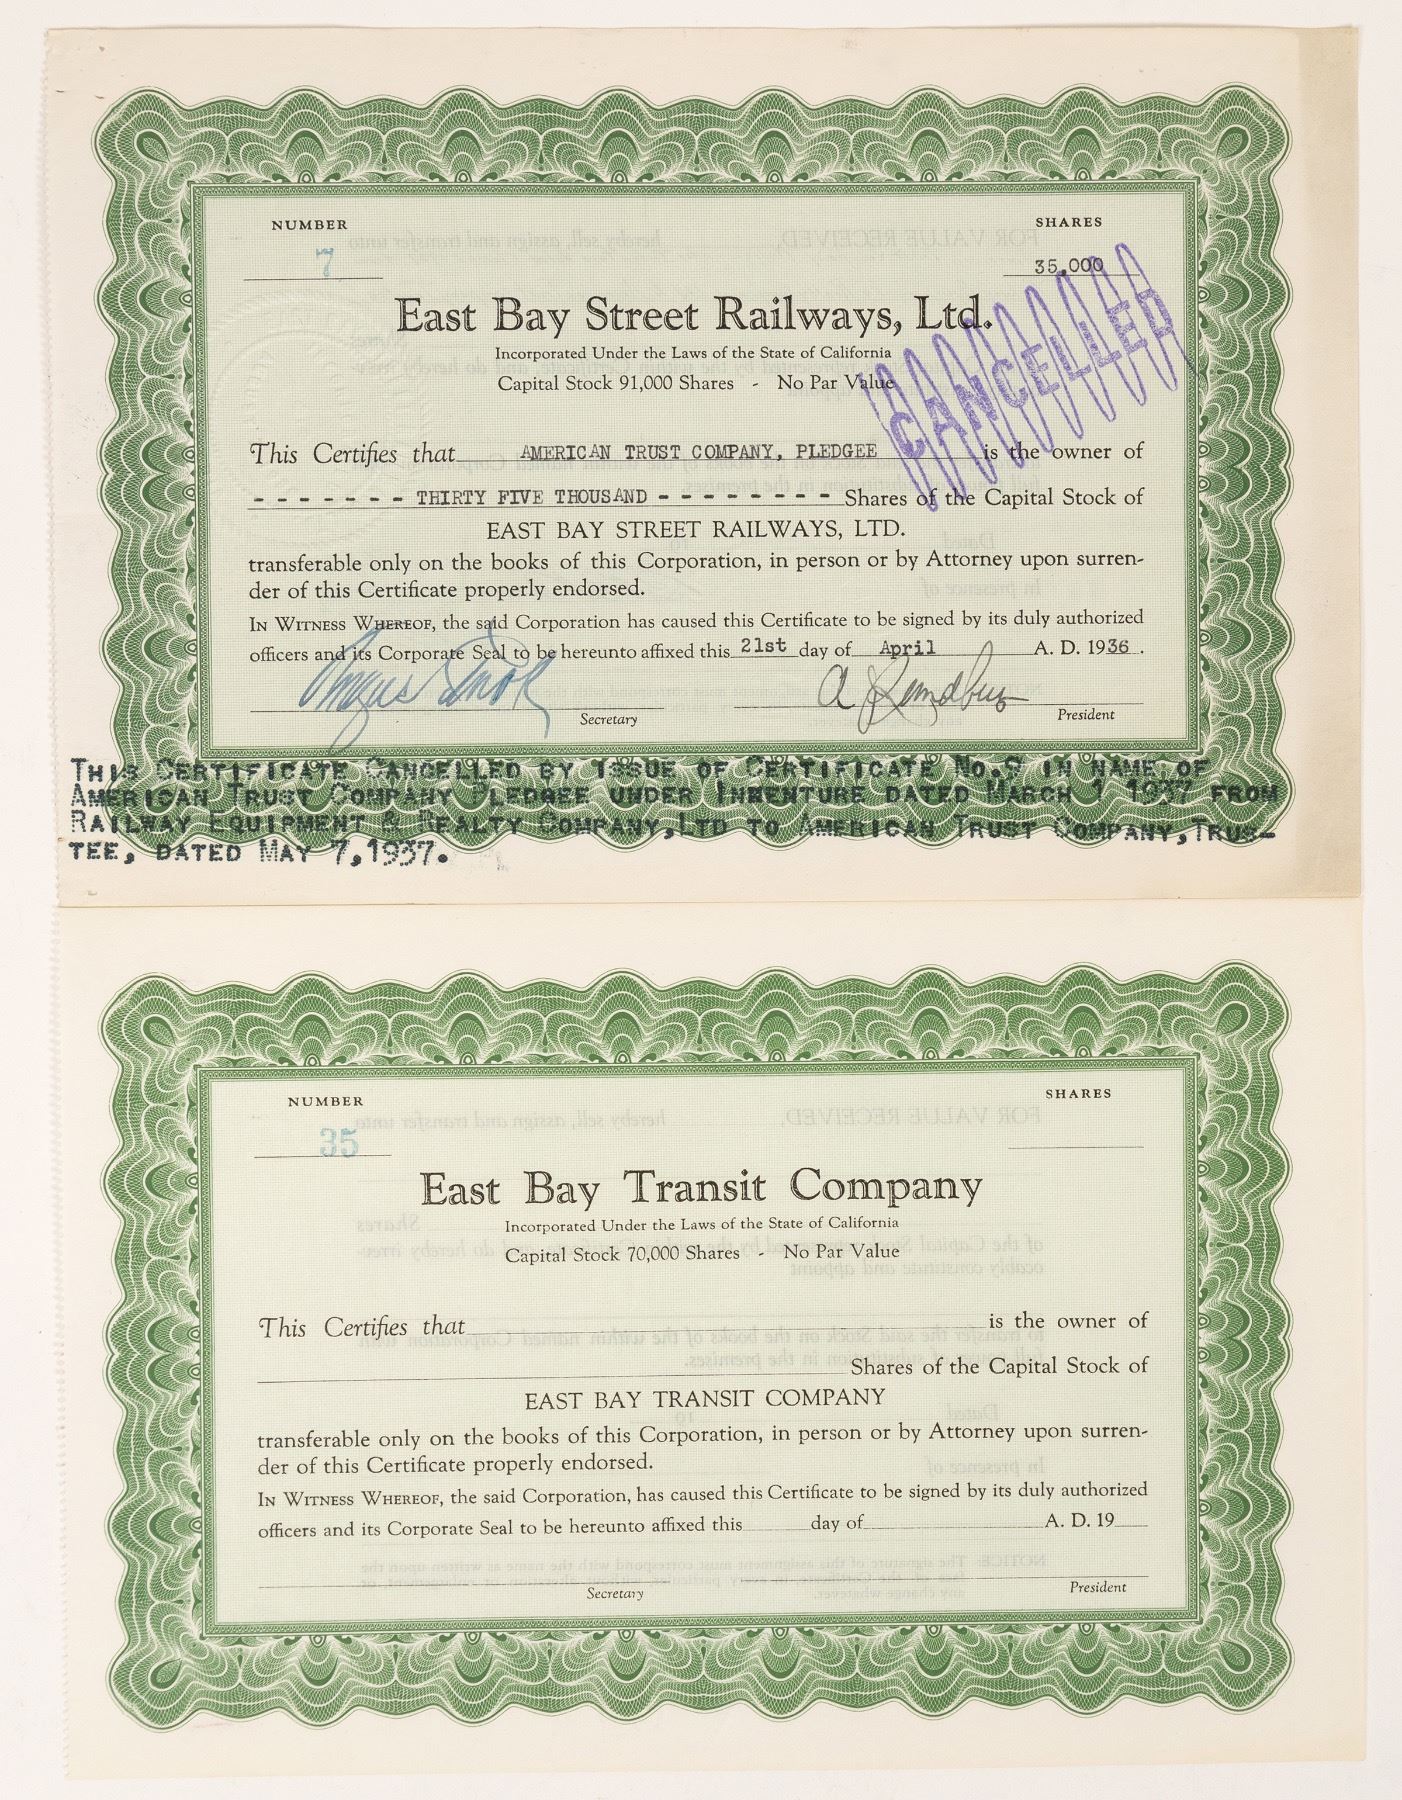 NUMBER
SHARES
7
35,000
East Bay Street Railways, Ltd.
Incorporated Under the Laws of the State of California
Capital Stock 91,000 Shares - No Par Value
CANCELLED
This Certifies that AMERICAN TRUST COMPANY, PLEDGEE is the owner of
- - - - - - - THIRTY FIVE THOUSAND - - - - - - - - Shares of the Capital Stock of
EAST BAY STREET RAILWAYS, LTD.
transferable only on the books of this Corporation, in person or by Attorney upon surren-
der of this Certificate properly endorsed.
IN WITNESS WHEREOF, the said Corporation has caused this Certificate to be signed by its duly authorized
officers and its Corporate Seal to be hereunto affixed this 21st day of April A. D. 1936.
Secretary
President
THIS CERTIFICATE CANCELLED BY ISSUE OF CERTIFICATE NO.9 IN NAME OF
AMERICAN TRUST COMPANY PLEDGEE UNDER INDENTURE DATED MARCH 1 1937 FROM
RAILWAY EQUIPMENT & REALTY COMPANY, LTD TO AMERICAN TRUST COMPANY, TRUS-
TEE, DATED MAY 7, 1937.
NUMBER
SHARES
35
East Bay Transit Company
Incorporated Under the Laws of the State of California
Capital Stock 70,000 Shares - No Par Value
This Certifies that is the owner of
Shares of the Capital Stock of
EAST BAY TRANSIT COMPANY
transferable only on the books of this Corporation, in person or by Attorney upon surren-
der of this Certificate properly endorsed.
IN WITNESS WHEREOF, the said Corporation, has caused this Certificate to be signed by its duly authorized
officers and its Corporate Seal to be hereunto affixed this day of A. D. 19
Secretary
President